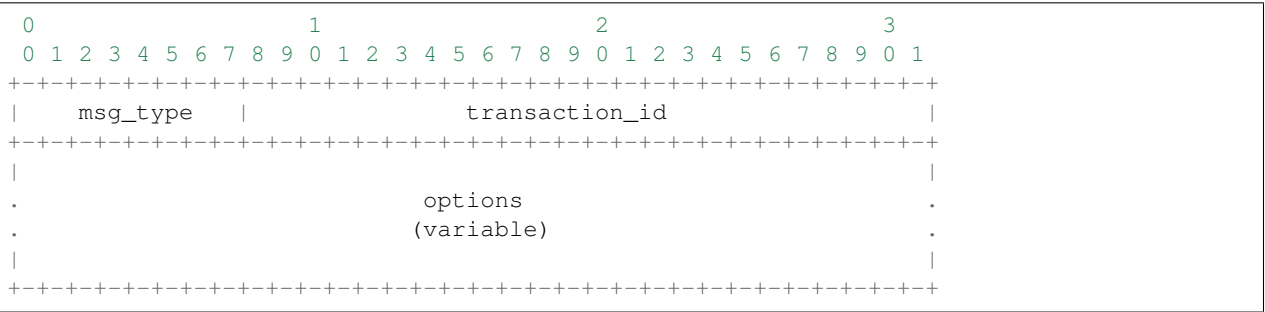 0                   1                   2                   3
 0 1 2 3 4 5 6 7 8 9 0 1 2 3 4 5 6 7 8 9 0 1 2 3 4 5 6 7 8 9 0 1
+-+-+-+-+-+-+-+-+-+-+-+-+-+-+-+-+-+-+-+-+-+-+-+-+-+-+-+-+-+-+-+-+
|    msg_type   |               transaction_id                  |
+-+-+-+-+-+-+-+-+-+-+-+-+-+-+-+-+-+-+-+-+-+-+-+-+-+-+-+-+-+-+-+-+
|                                                               |
.                            options                            .
.                           (variable)                          .
|                                                               |
+-+-+-+-+-+-+-+-+-+-+-+-+-+-+-+-+-+-+-+-+-+-+-+-+-+-+-+-+-+-+-+-+